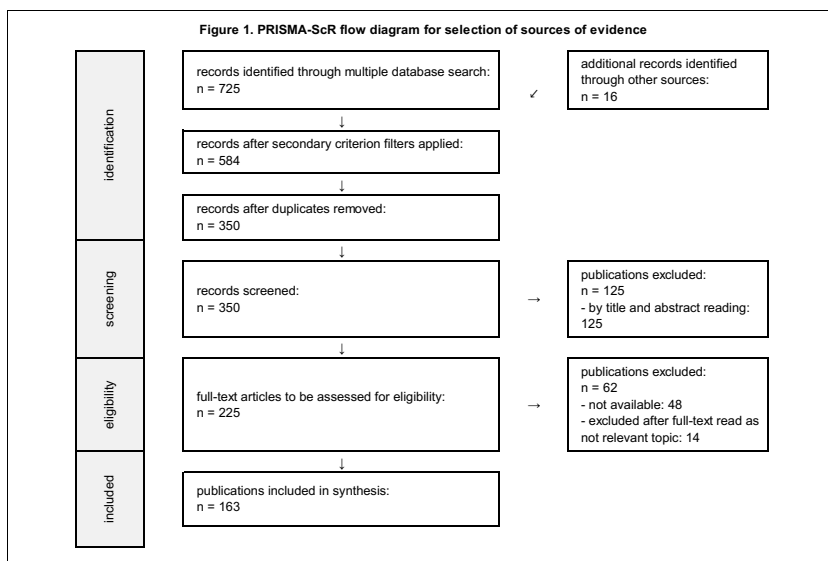 Figure 1. PRISMA-ScR flow diagram for selection of sources of evidence
identification
records identified through multiple database search:
n = 725
↙
additional records identified
through other sources:
n = 16
↓
records after secondary criterion filters applied:
n = 584
↓
records after duplicates removed:
n = 350
↓
screening
records screened:
n = 350
→
publications excluded:
n = 125
- by title and abstract reading:
125
↓
eligibility
full-text articles to be assessed for eligibility:
n = 225
→
publications excluded:
n = 62
- not available: 48
- excluded after full-text read as
not relevant topic: 14
↓
included
publications included in synthesis:
n = 163